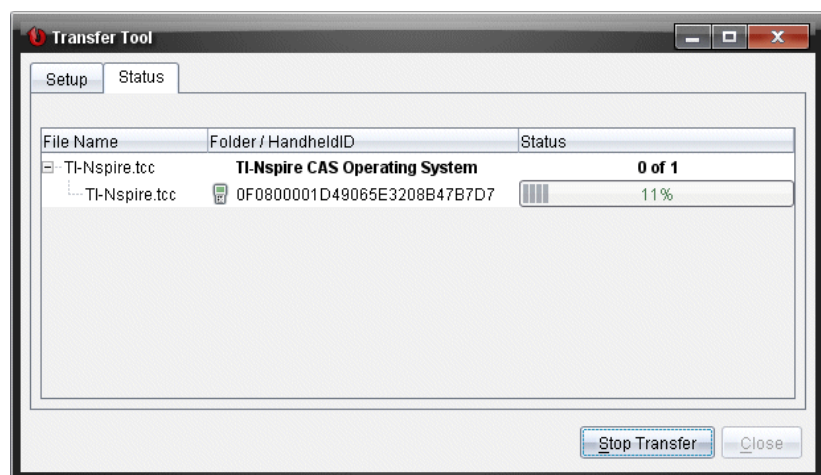 Transfer Tool
Setup Status
File Name Folder / HandheldID Status
TI-Nspire.tcc TI-Nspire CAS Operating System 0 of 1
TI-Nspire.tcc 0F0800001D49065E3208B47B7D7 11%
Stop Transfer Close